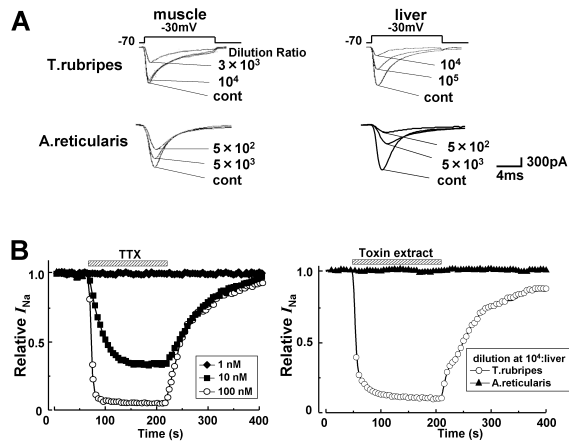 A
muscle
liver
-30mV
-30mV
-70
-70
Dilution Ratio
T.rubripes
3×10³
10⁴
cont
10⁴
10⁵
cont
A.reticularis
5×10²
5×10³
cont
5×10²
5×10³
cont
300pA
4ms
B
TTX
Toxin extract
Relative I_Na
1.0
0.5
0
1 nM
10 nM
100 nM
0 100 200 300 400
Time (s)
Relative I_Na
1.0
0.5
0
dilution at 10⁴:liver
T.rubripes
A.reticularis
0 100 200 300 400
Time (s)